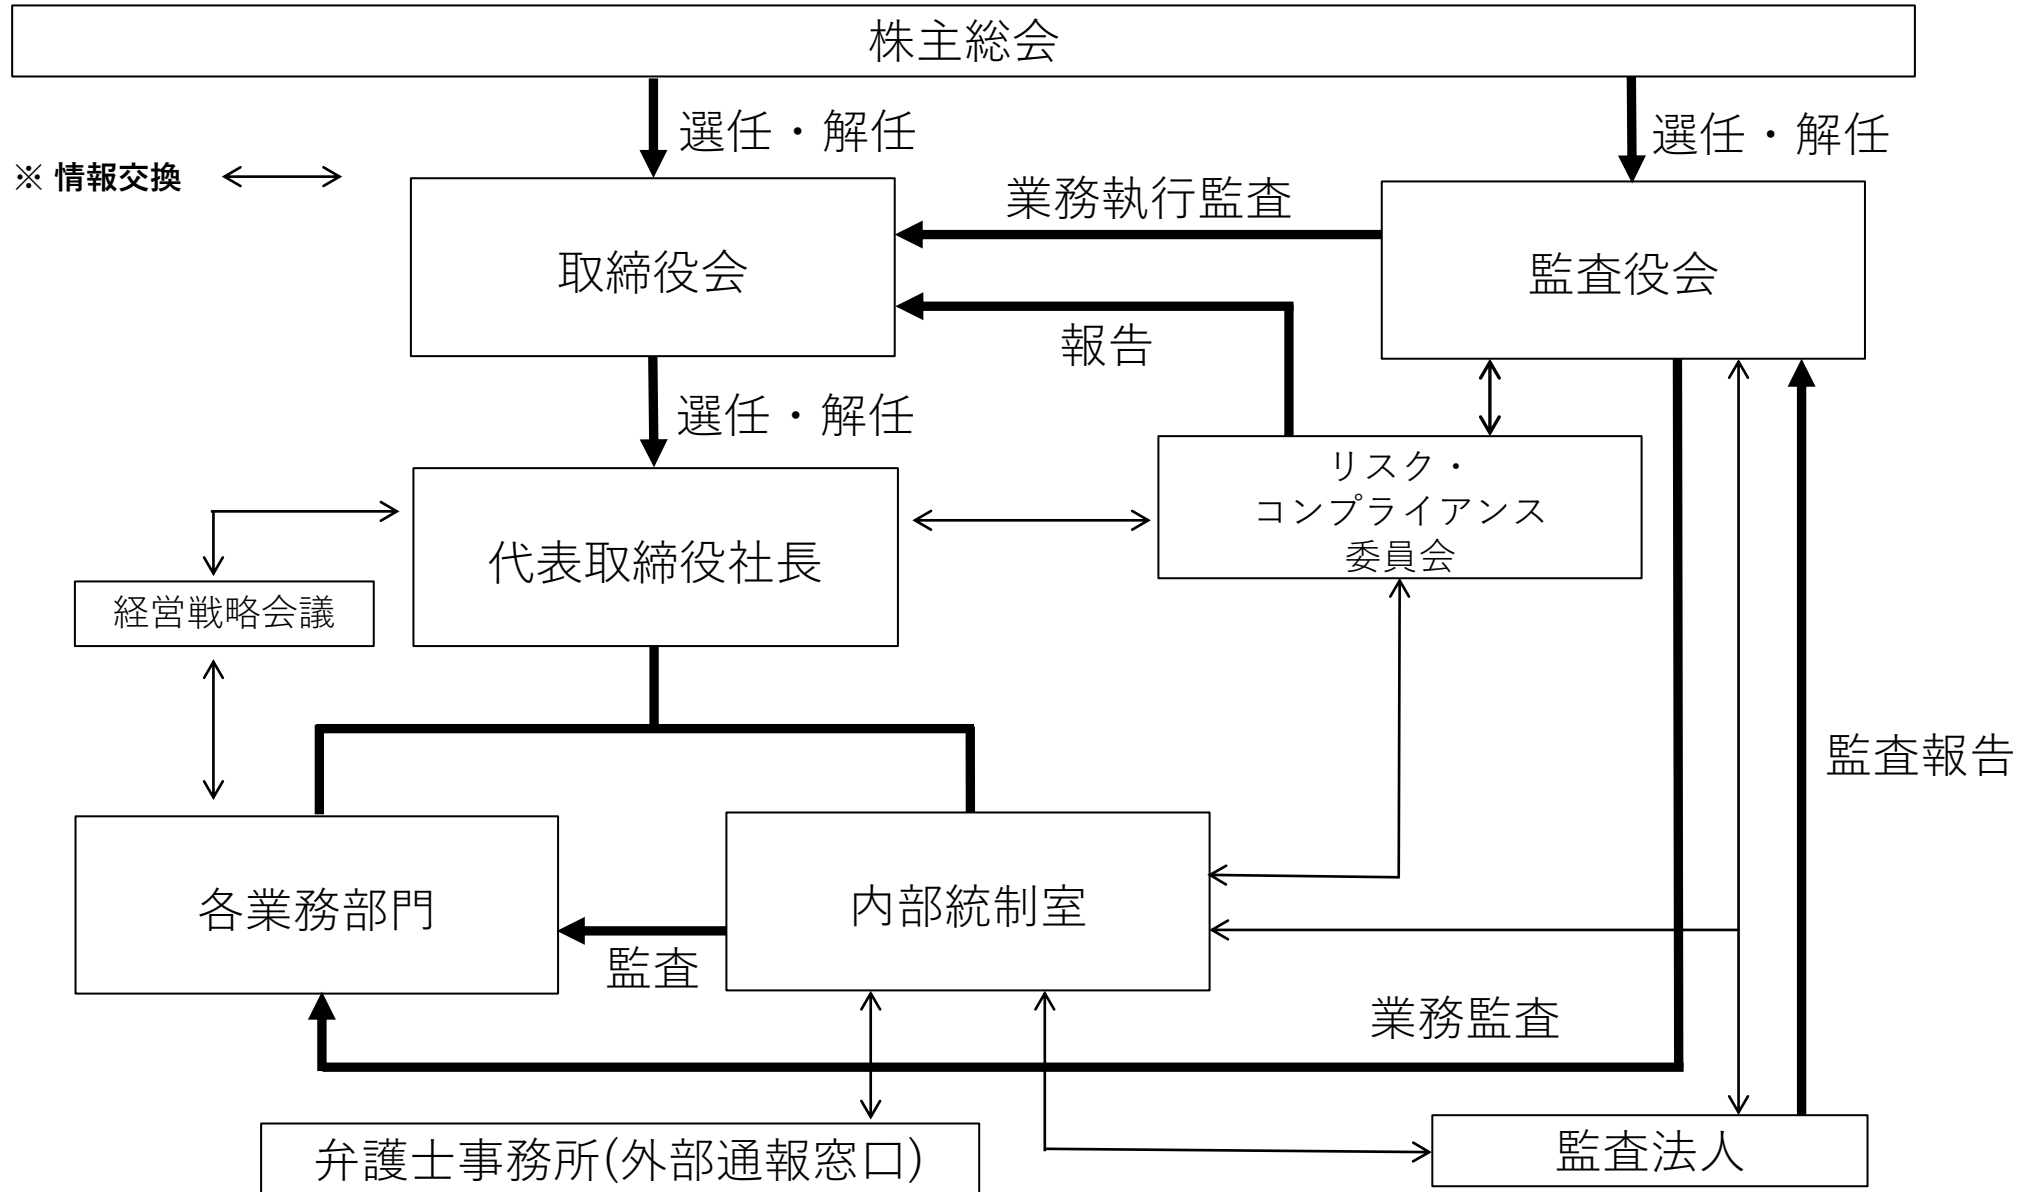 株主総会
選任・解任
選任・解任
※ 情報交換
業務執行監査
取締役会
監査役会
報告
選任・解任
リスク・
コンプライアンス
委員会
代表取締役社長
経営戦略会議
監査報告
各業務部門
内部統制室
監査
業務監査
弁護士事務所(外部通報窓口)
監査法人